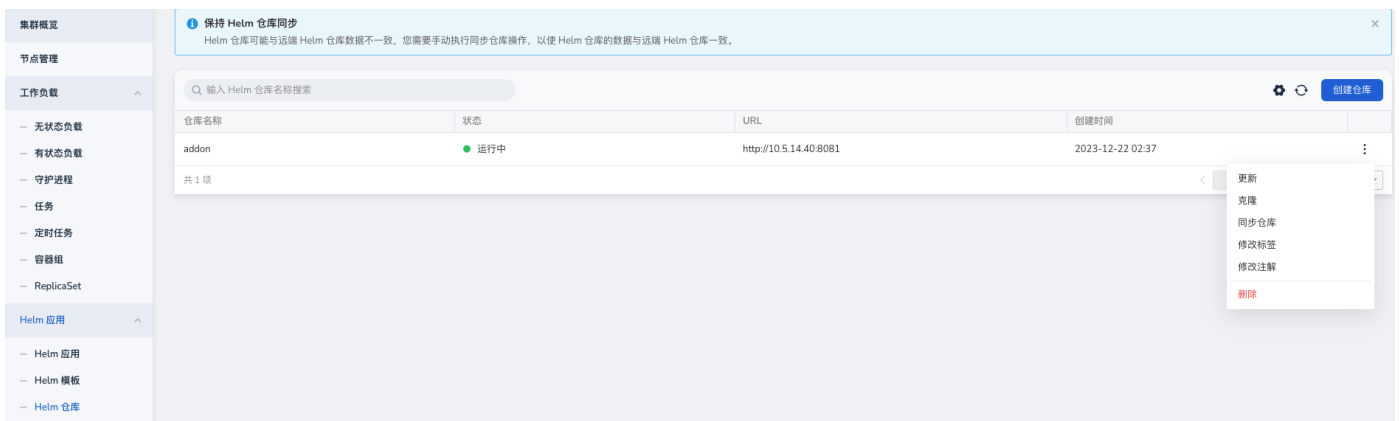 集群概览
节点管理
工作负载
无状态负载
有状态负载
守护进程
任务
定时任务
容器组
ReplicaSet
Helm 应用
Helm 应用
Helm 模板
Helm 仓库
保持 Helm 仓库同步
Helm 仓库可能与远端 Helm 仓库数据不一致，您需要手动执行同步仓库操作，以使 Helm 仓库的数据与远端 Helm 仓库一致。
输入 Helm 仓库名称搜索
创建仓库
仓库名称 状态 URL 创建时间
addon 运行中 http://10.5.14.40:8081 2023-12-22 02:37
共 1 项
更新
克隆
同步仓库
修改标签
修改注解
删除